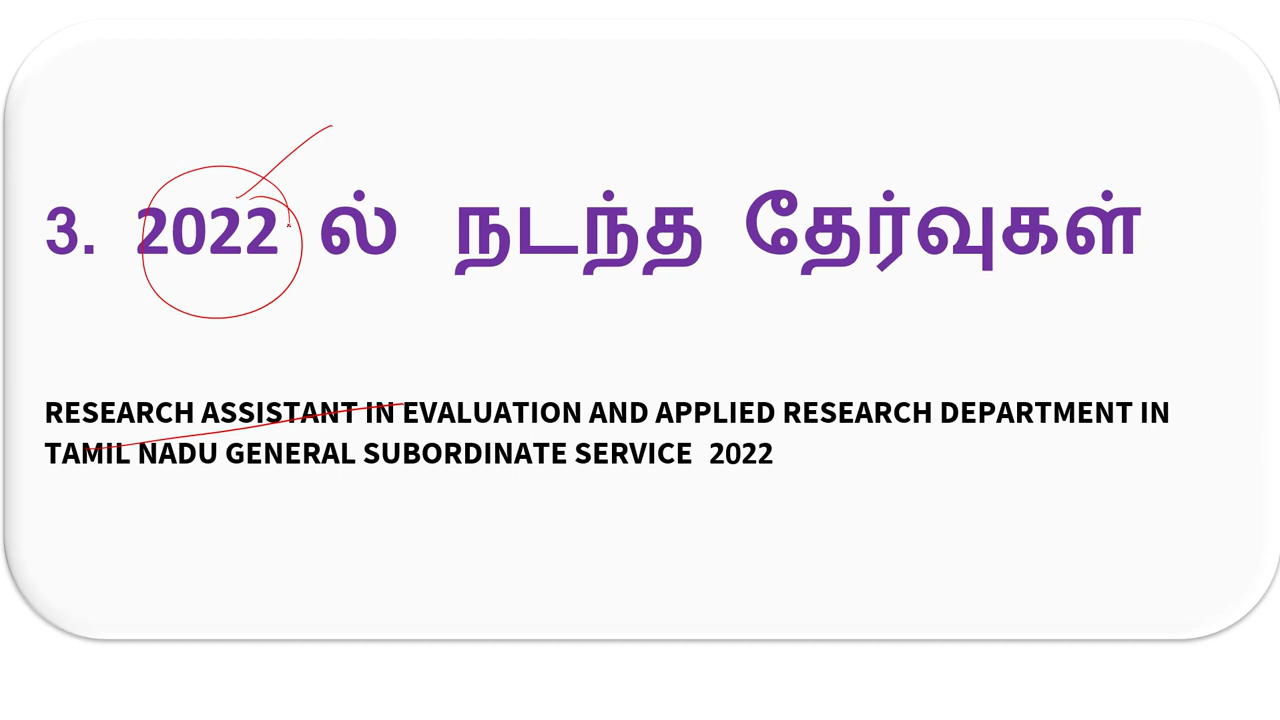 3. 2022 ல் நடந்த தேர்வுகள்
RESEARCH ASSISTANT IN EVALUATION AND APPLIED RESEARCH DEPARTMENT IN
TAMIL NADU GENERAL SUBORDINATE SERVICE 2022